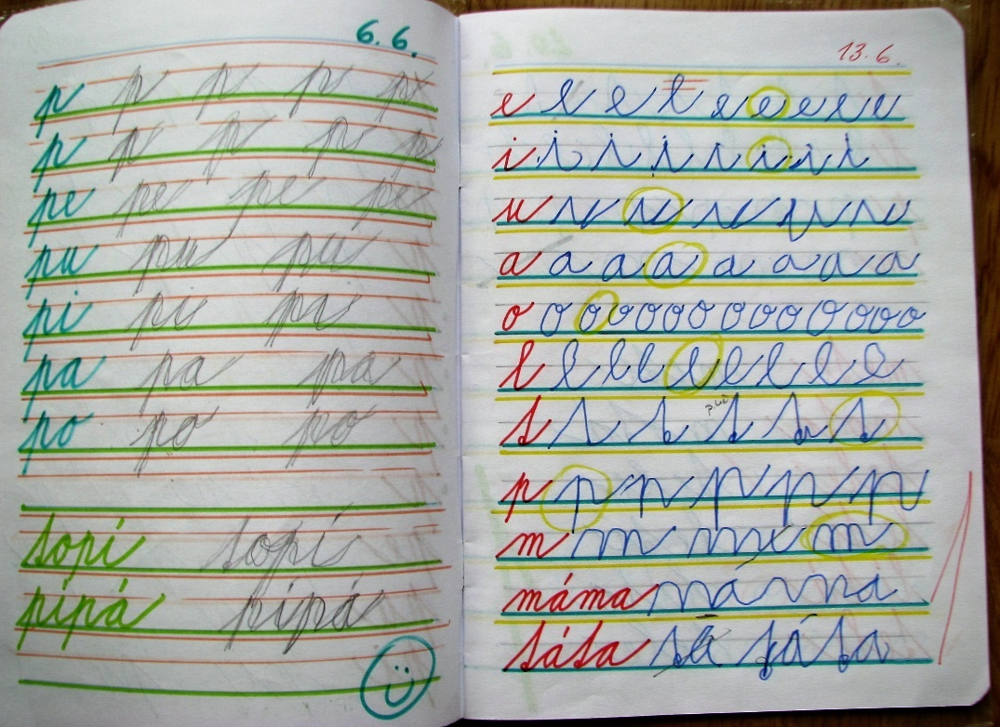 6. 6.
p p p p p
p p p p p
pe pe pe pe
pu pu pu
pi pi pi
pa pa pa
po po po
sopí sopí
pípá pípá
13. 6.
e e e e e e e e e
i i i i i i i i
u u u u u u
a a a a a a a a
o o o o o o o o o o o o o o
l l l l l l l l l
s s s s s s
p p p p p p
m m m m
máma máma
sása sá sása